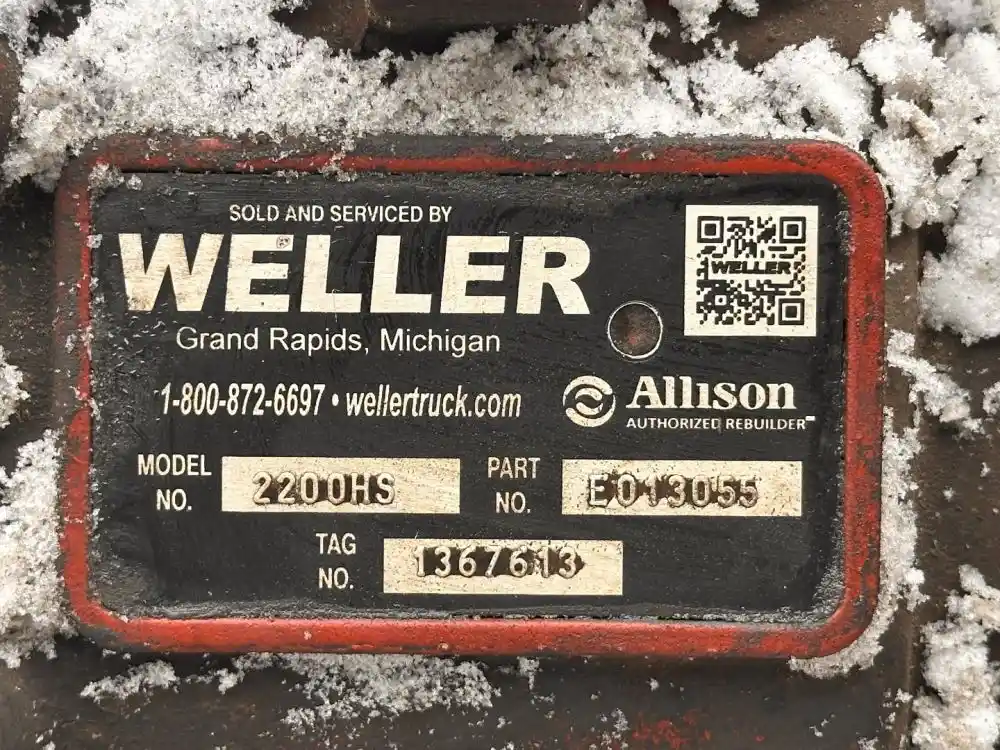 SOLD AND SERVICED BY
WELLER
WELLER
Grand Rapids, Michigan
1-800-872-6697 • wellertruck.com
Allison
AUTHORIZED REBUILDER™
MODEL NO. 2200HS
PART NO. E013055
TAG NO. 1367613